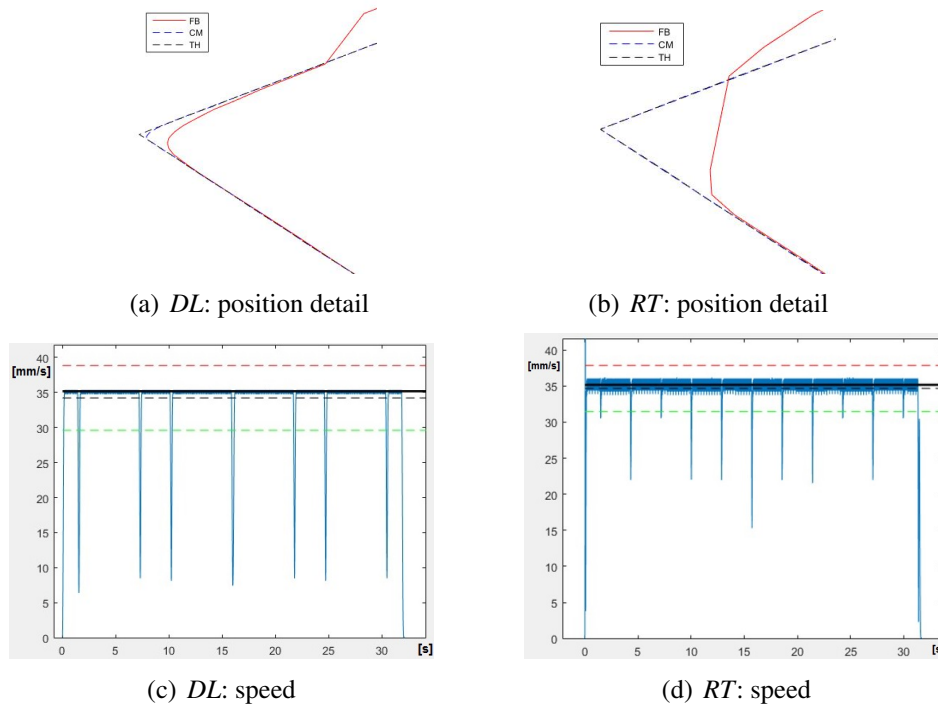 FB
CM
TH
FB
CM
TH
(a) DL: position detail
(b) RT: position detail
[mm/s]
40
35
30
25
20
15
10
5
0
0 5 10 15 20 25 30
[s]
[mm/s]
40
35
30
25
20
15
10
5
0
0 5 10 15 20 25 30
[s
(c) DL: speed
(d) RT: speed